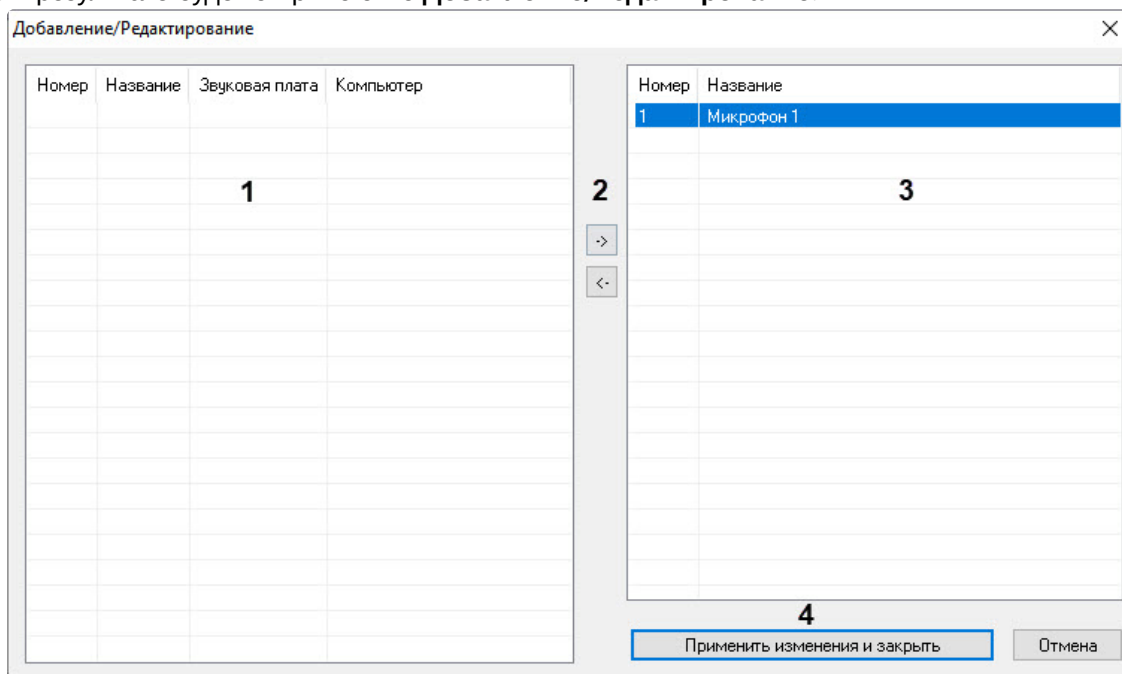 Добавление/Редактирование
Номер Название Звуковая плата Компьютер
Номер Название
1 Микрофон 1
1
2
3
->
<-
4
Применить изменения и закрыть
Отмена